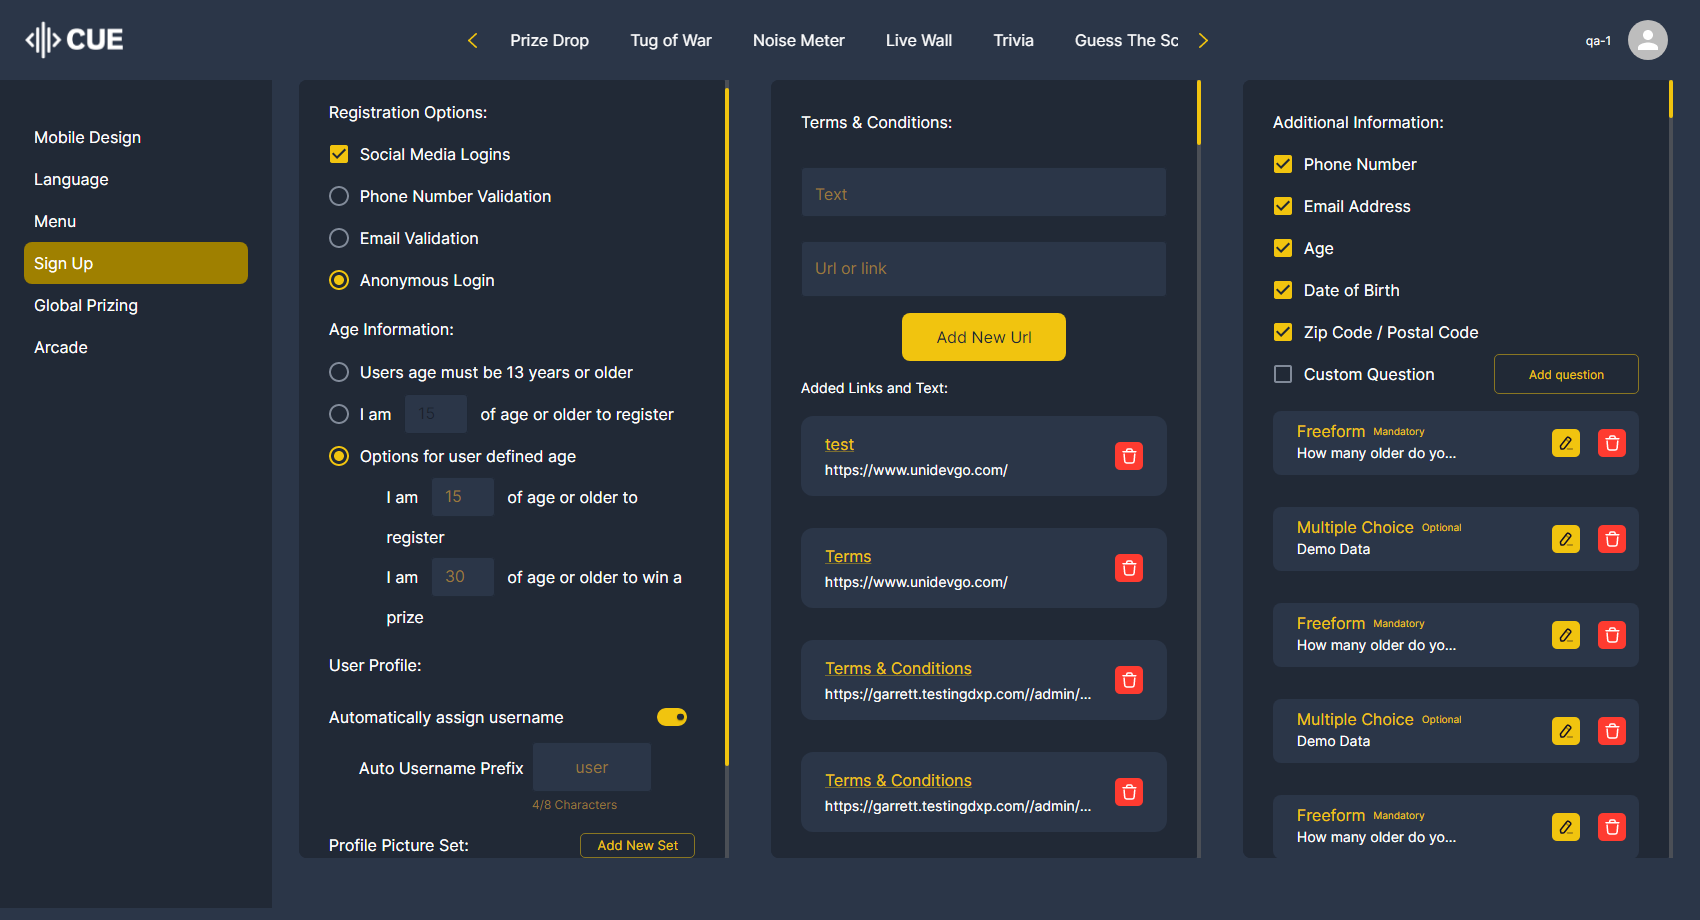 CUE
Prize Drop
Tug of War
Noise Meter
Live Wall
Trivia
Guess The Sc
qa-1
Mobile Design
Language
Menu
Sign Up
Global Prizing
Arcade
Registration Options:
Social Media Logins
Phone Number Validation
Email Validation
Anonymous Login
Age Information:
Users age must be 13 years or older
I am 15 of age or older to register
Options for user defined age
I am 15 of age or older to
register
I am 30 of age or older to win a
prize
User Profile:
Automatically assign username
Auto Username Prefix user
4/8 Characters
Profile Picture Set:
Add New Set
Terms & Conditions:
Text
Url or link
Add New Url
Added Links and Text:
test
https://www.unidevgo.com/
Terms
https://www.unidevgo.com/
Terms & Conditions
https://garrett.testingdxp.com//admin/...
Terms & Conditions
https://garrett.testingdxp.com//admin/...
Additional Information:
Phone Number
Email Address
Age
Date of Birth
Zip Code / Postal Code
Custom Question
Add question
Freeform Mandatory
How many older do yo...
Multiple Choice Optional
Demo Data
Freeform Mandatory
How many older do yo...
Multiple Choice Optional
Demo Data
Freeform Mandatory
How many older do yo...